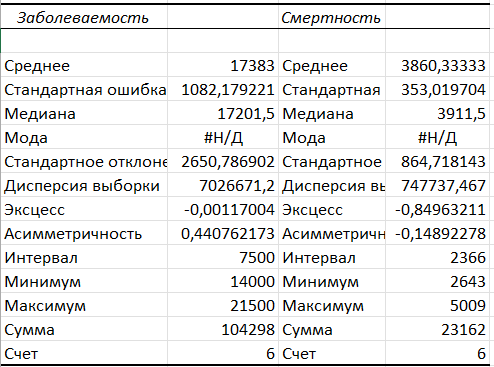 Заболеваемость Смертность
Среднее 17383 Среднее 3860,33333
Стандартная ошибка 1082,179221 Стандартная 353,019704
Медиана 17201,5 Медиана 3911,5
Мода #Н/Д Мода #Н/Д
Стандартное отклоне 2650,786902 Стандартное 864,718143
Дисперсия выборки 7026671,2 Дисперсия вы 747737,467
Эксцесс -0,00117004 Эксцесс -0,84963211
Асимметричность 0,440762173 Асимметричн -0,14892278
Интервал 7500 Интервал 2366
Минимум 14000 Минимум 2643
Максимум 21500 Максимум 5009
Сумма 104298 Сумма 23162
Счет 6 Счет 6